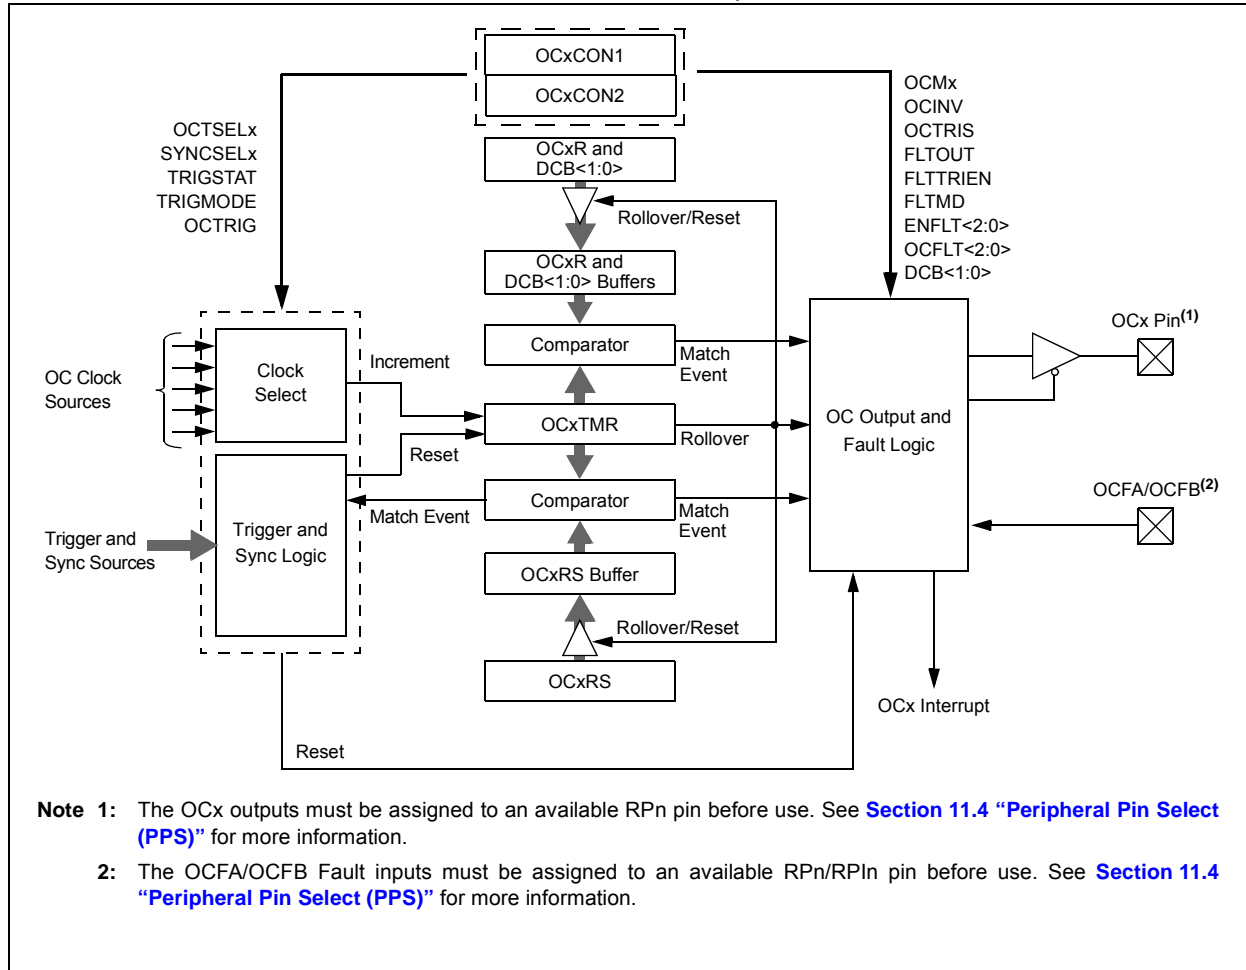 OCxCON1
OCxCON2
OCTSELx
SYNCSELx
TRIGSTAT
TRIGMODE
OCTRIG
OCMx
OCINV
OCTRIS
FLTOUT
FLTTRIEN
FLTMD
ENFLT<2:0>
OCFLT<2:0>
DCB<1:0>
OCxR and
DCB<1:0>
Rollover/Reset
OCxR and
DCB<1:0> Buffers
Comparator
Match
Event
OC Clock
Sources
Clock
Select
Increment
OCxTMR
Rollover
Reset
OC Output and
Fault Logic
OCx Pin(1)
OCFA/OCFB(2)
Comparator
Match Event
Match
Event
Trigger and
Sync Sources
Trigger and
Sync Logic
OCxRS Buffer
Rollover/Reset
OCxRS
OCx Interrupt
Reset
Note 1: The OCx outputs must be assigned to an available RPn pin before use. See Section 11.4 “Peripheral Pin Select
(PPS)” for more information.
2: The OCFA/OCFB Fault inputs must be assigned to an available RPn/RPIn pin before use. See Section 11.4
“Peripheral Pin Select (PPS)” for more information.